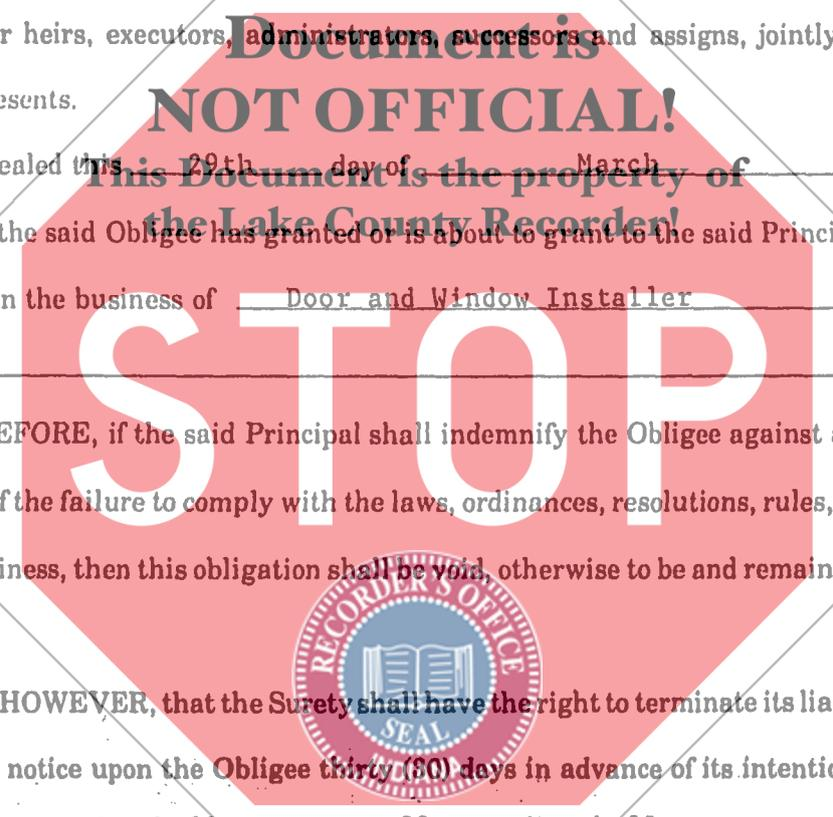 r heirs, executors, administrators, successors and assigns, jointly
Document is
esents.
NOT OFFICIAL!
ealed this 29th day of March
This Document is the property of
the Lake County Recorder!
the said Obligee has granted or is about to grant to the said Princi
n the business of Door and Window Installer
STOP
EFORE, if the said Principal shall indemnify the Obligee against
f the failure to comply with the laws, ordinances, resolutions, rules,
iness, then this obligation shall be void, otherwise to be and remain
RECORDER'S OFFICE
HOWEVER, that the Surety shall have the right to terminate its lia
SEAL
notice upon the Obligee thirty (30) days in advance of its intentio
INDIANA